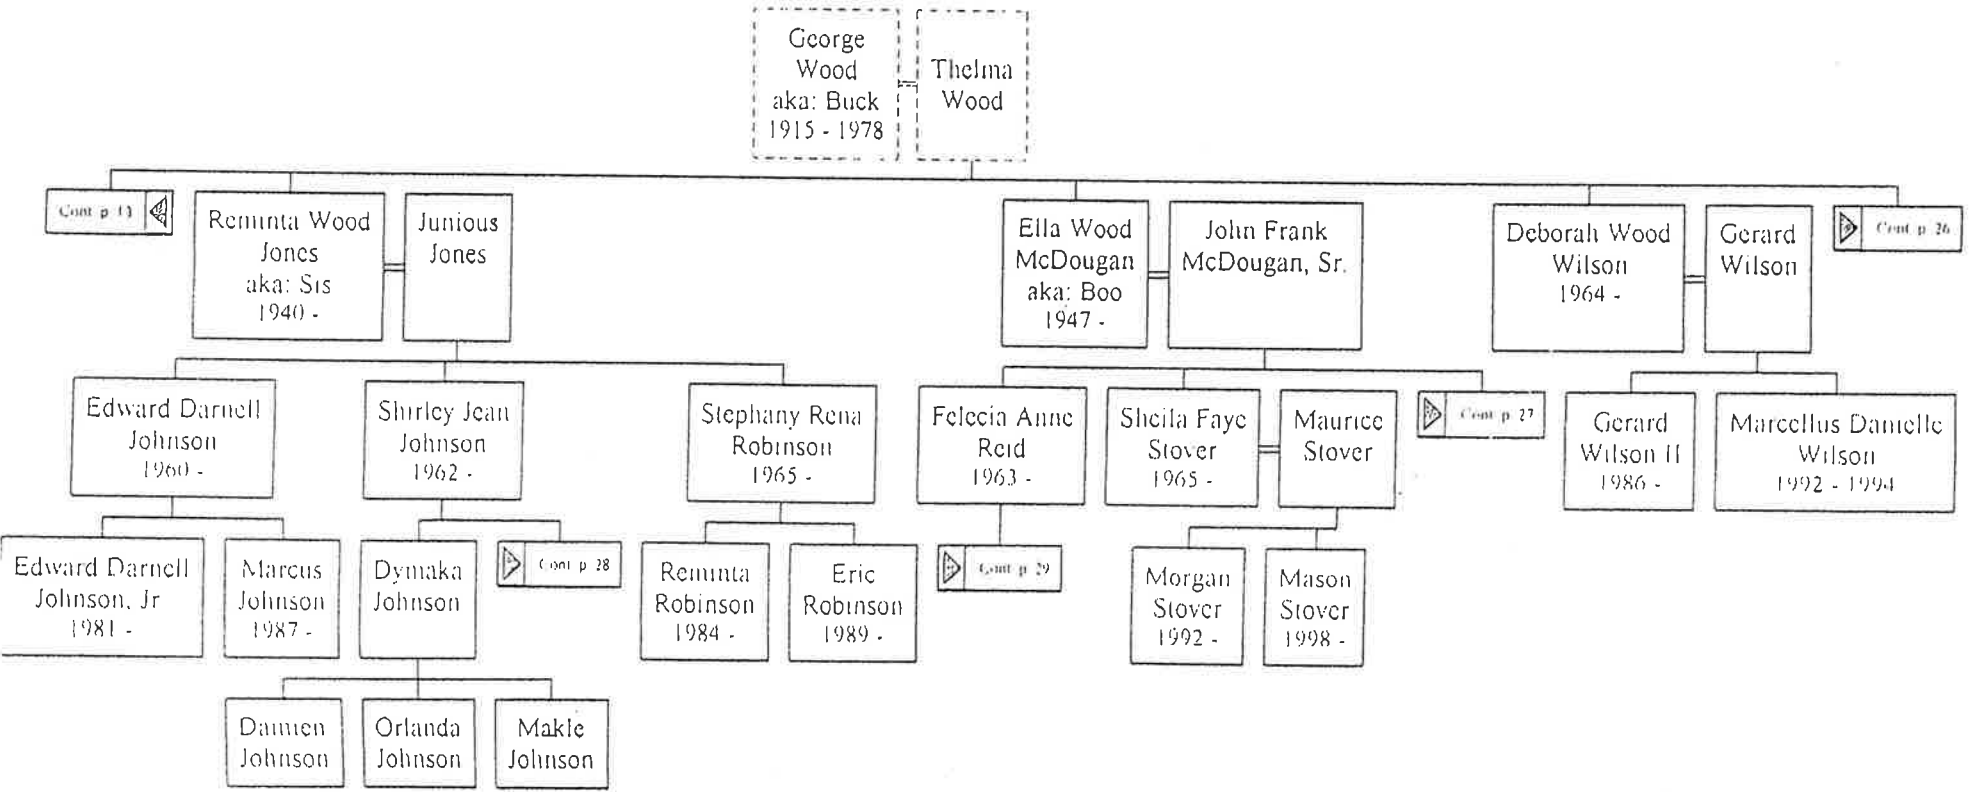 George
Wood
aka: Buck
1915 - 1978
Thelma
Wood
Cont. p. 13
Reminta Wood
Jones
aka: Sis
1940 -
Junious
Jones
Ella Wood
McDougan
aka: Boo
1947 -
John Frank
McDougan, Sr.
Deborah Wood
Wilson
1964 -
Gerard
Wilson
Cont. p. 26
Edward Darnell
Johnson
1960 -
Shirley Jean
Johnson
1962 -
Stephany Rena
Robinson
1965 -
Felecia Anne
Reid
1963 -
Sheila Faye
Stover
1965 -
Maurice
Stover
Cont. p. 27
Gerard
Wilson II
1986 -
Marcellus Danielle
Wilson
1992 - 1994
Edward Darnell
Johnson, Jr
1981 -
Marcus
Johnson
1987 -
Dymaka
Johnson
Cont. p. 28
Reminta
Robinson
1984 -
Eric
Robinson
1989 -
Cont. p. 29
Morgan
Stover
1992 -
Mason
Stover
1998 -
Damien
Johnson
Orlanda
Johnson
Makle
Johnson